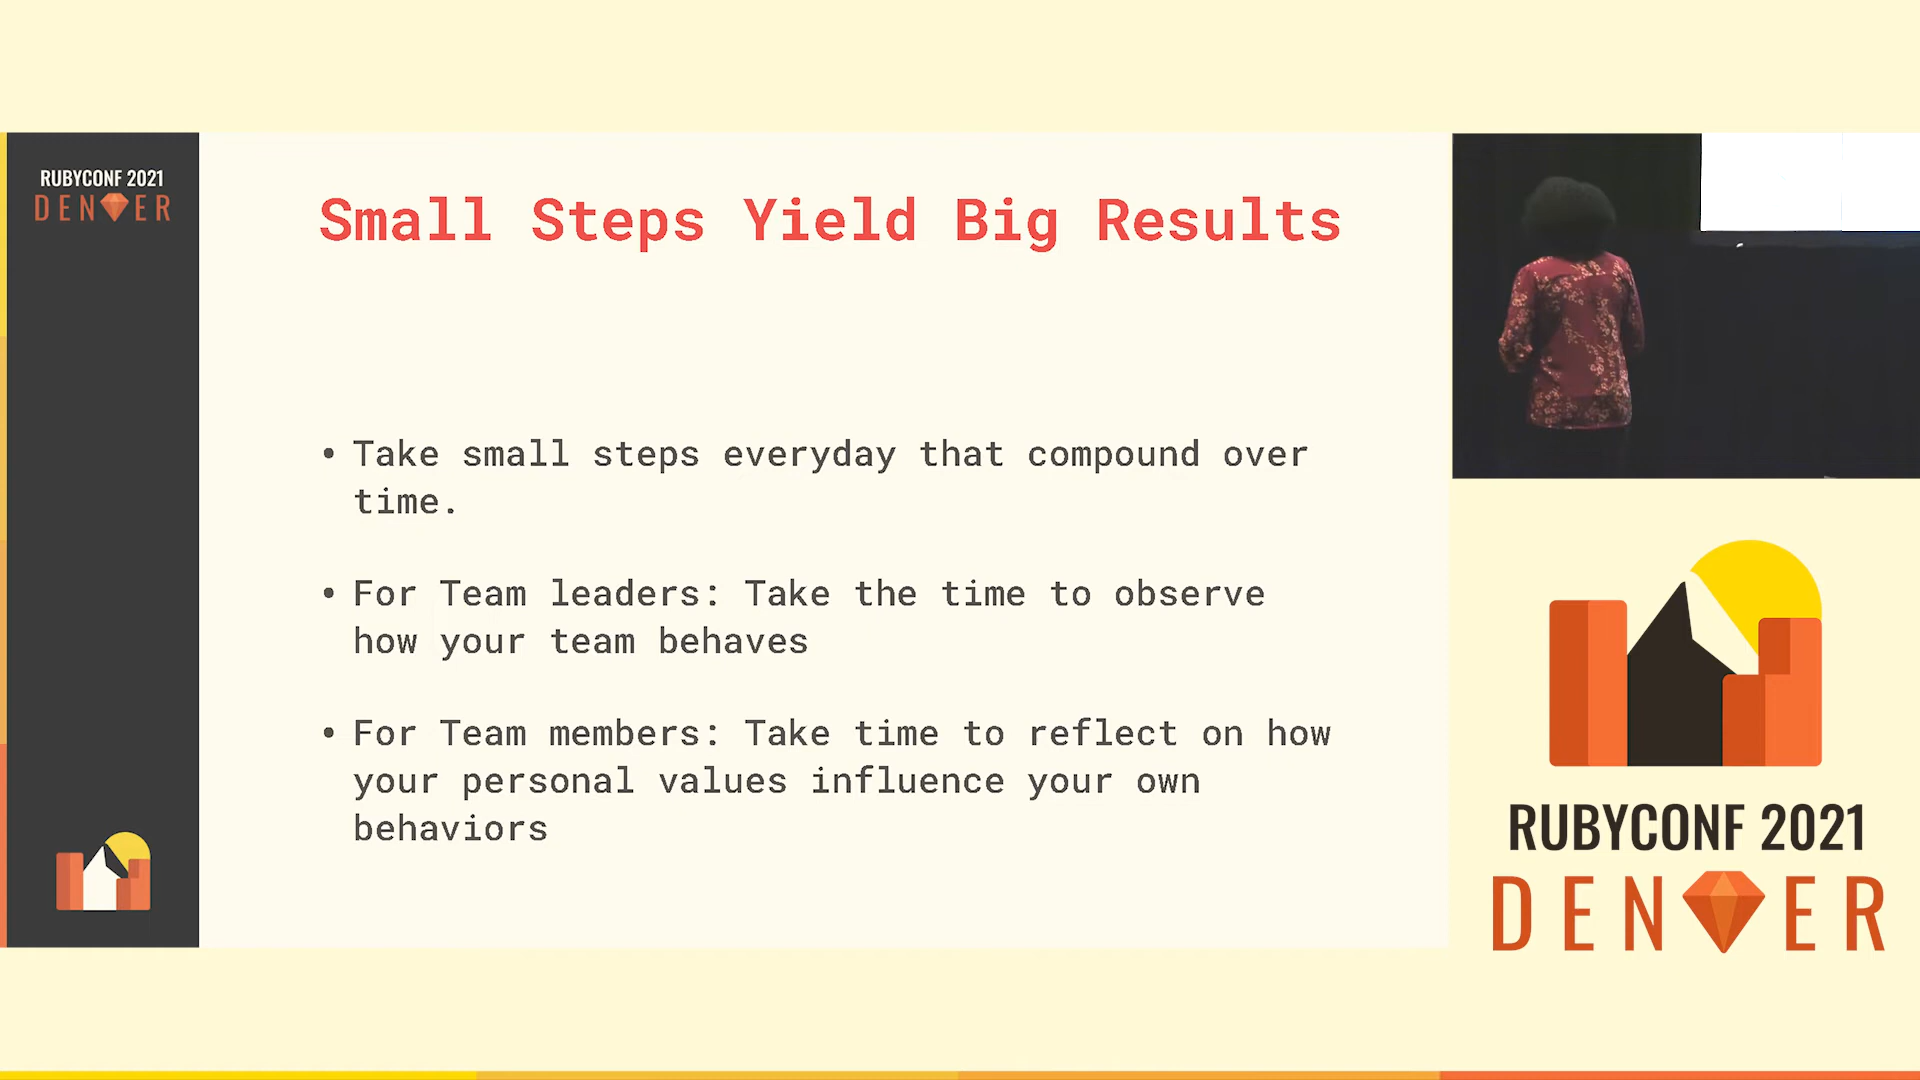 RUBYCONF 2021
DENVER
Small Steps Yield Big Results
• Take small steps everyday that compound over
time.
• For Team leaders: Take the time to observe
how your team behaves
• For Team members: Take time to reflect on how
your personal values influence your own
behaviors
RUBYCONF 2021
DENVER